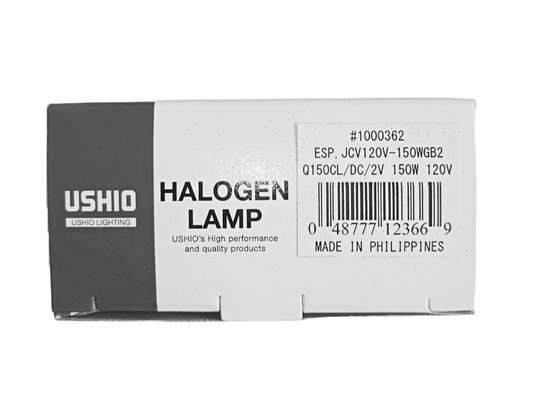 USHIO
USHIO LIGHTING
HALOGEN
LAMP
USHIO's High performance
and quality products
#1000362
ESP, JCV120V-150WGB2
Q150CL/DC/2V 150W 120V
0 48777 12366 9
MADE IN PHILIPPINES